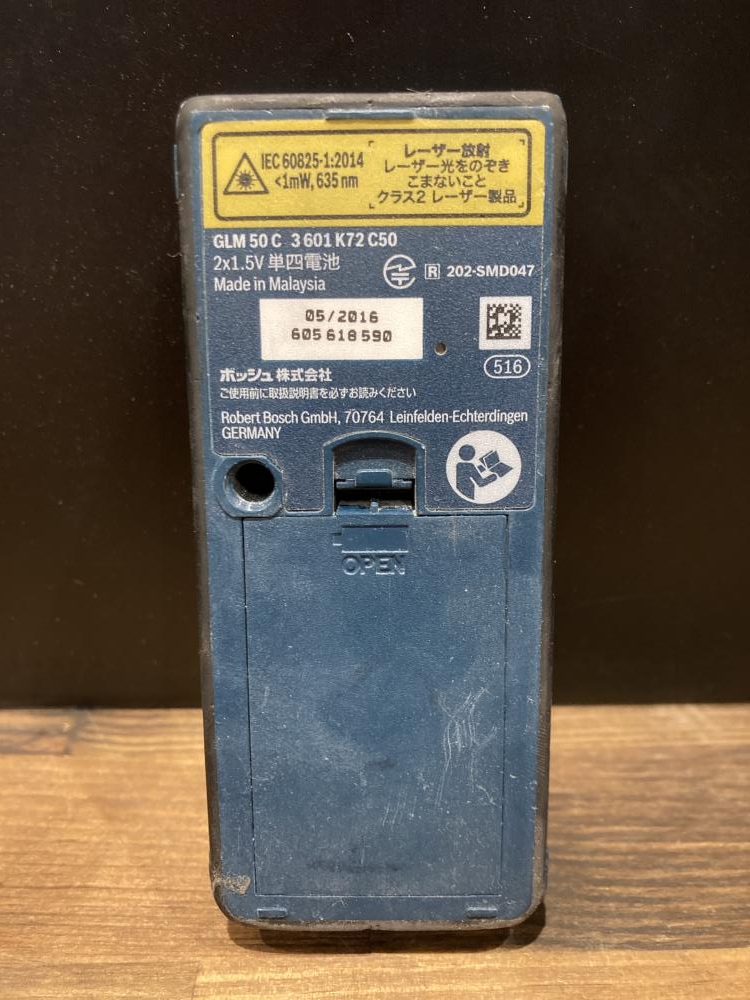 IEC 60825-1:2014
<1mW, 635 nm
レーザー放射
レーザー光をのぞき
こまないこと
クラス2 レーザー製品
GLM 50 C 3 601 K72 C50
2x1.5V 単四電池
R 202-SMD047
Made in Malaysia
05/2016
605 618 590
516
ボッシュ 株式会社
ご使用前に取扱説明書を必ずお読みください
Robert Bosch GmbH, 70764 Leinfelden-Echterdingen
GERMANY
OPEN